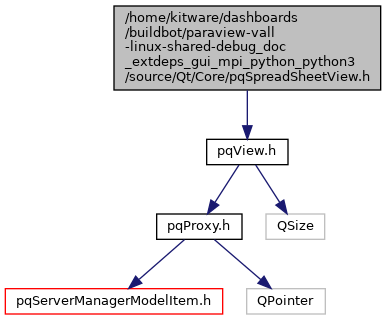 /home/kitware/dashboards
/buildbot/paraview-vall
-linux-shared-debug_doc
_extdeps_gui_mpi_python_python3
/source/Qt/Core/pqSpreadSheetView.h
pqView.h
pqProxy.h
QSize
pqServerManagerModelItem.h
QPointer